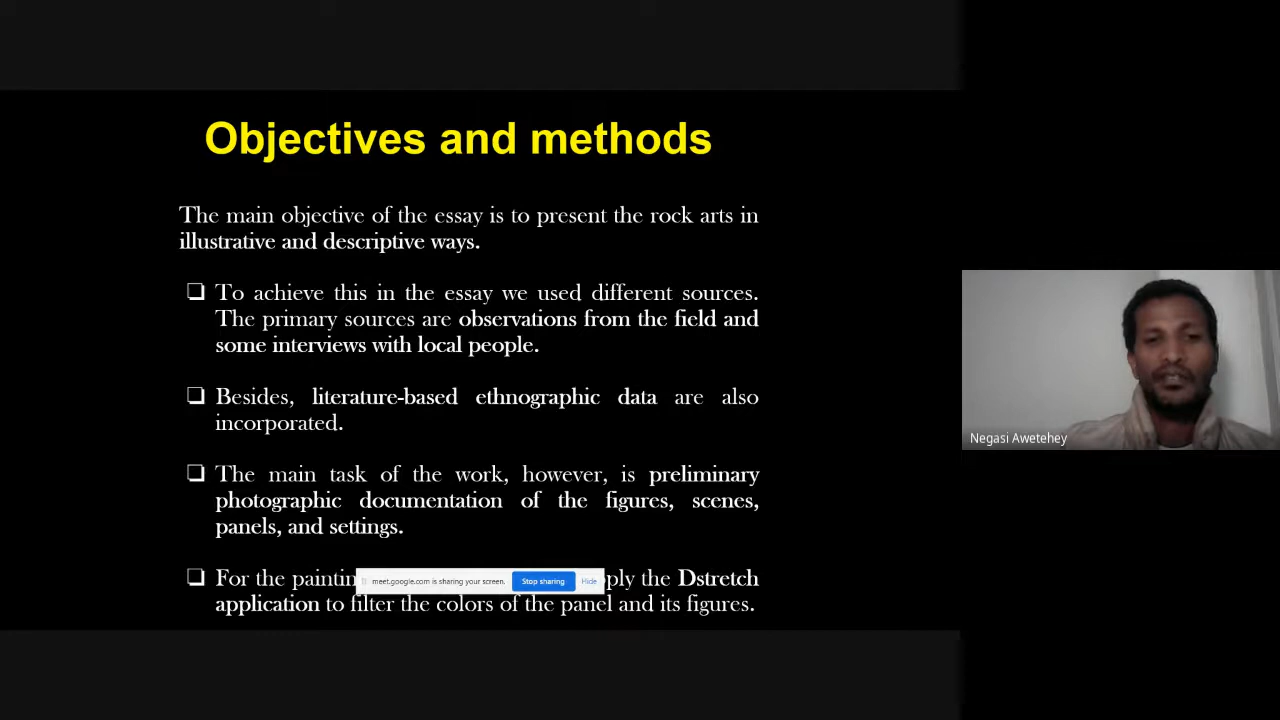 Objectives and methods
The main objective of the essay is to present the rock arts in
illustrative and descriptive ways.
❑ To achieve this in the essay we used different sources.
The primary sources are observations from the field and
some interviews with local people.
❑ Besides, literature-based ethnographic data are also
incorporated.
❑ The main task of the work, however, is preliminary
photographic documentation of the figures, scenes,
panels, and settings.
❑ For the the Dstretch
meet.google.com is sharing your screen. Stop sharing Hide
application to filter the colors of the panel and its figures.
Negasi Awetehey